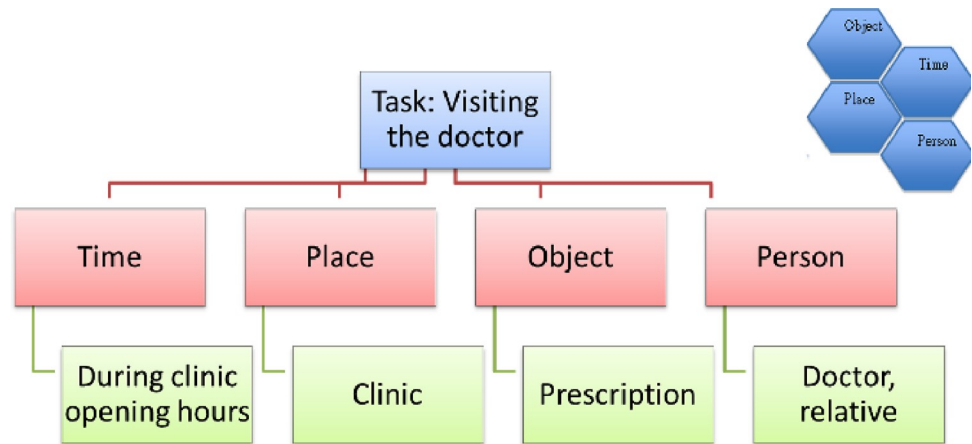 Object
Time
Place
Person
Task: Visiting
the doctor
Time
Place
Object
Person
During clinic
opening hours
Clinic
Prescription
Doctor,
relative